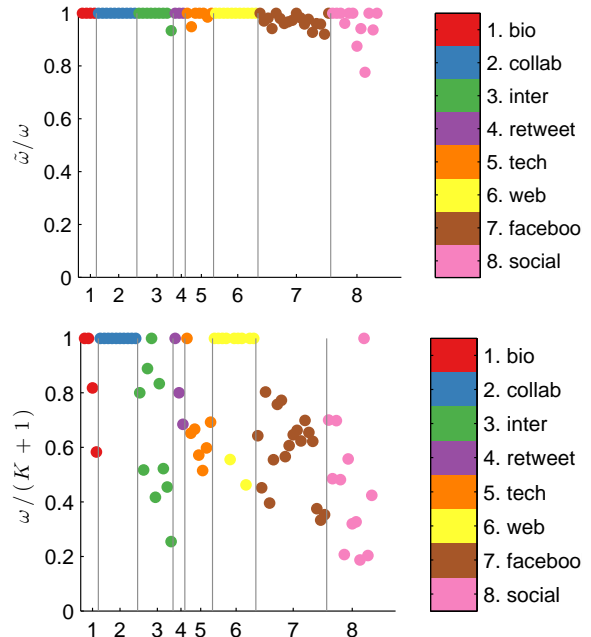 1
0.8
0.6
0.4
0.2
0
ω̃/ω
1 2 3 4 5 6 7 8
1. bio
2. collab
3. inter
4. retweet
5. tech
6. web
7. faceboo
8. social
1
0.8
0.6
0.4
0.2
0
ω/(K + 1)
1 2 3 4 5 6 7 8
1. bio
2. collab
3. inter
4. retweet
5. tech
6. web
7. faceboo
8. social